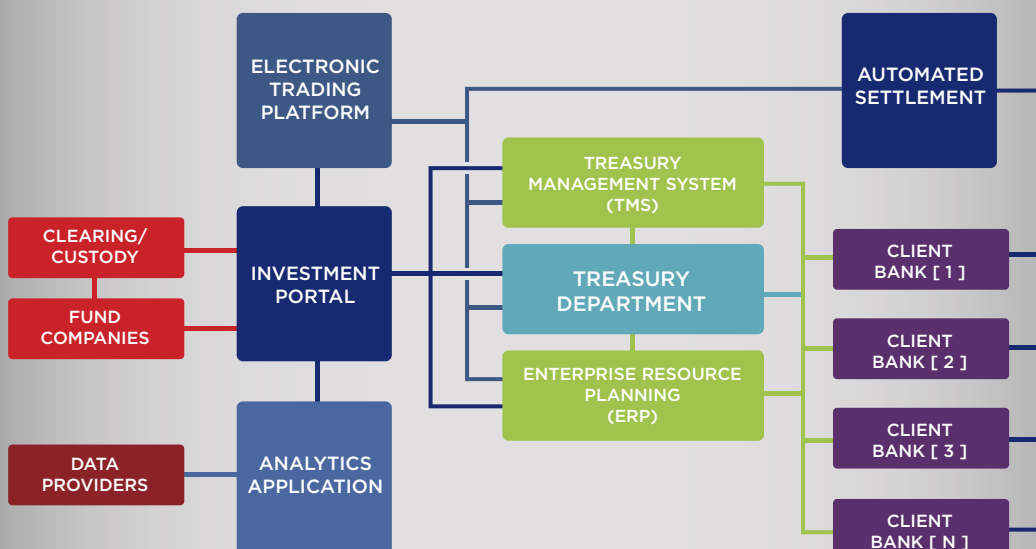 ELECTRONIC
TRADING
PLATFORM
AUTOMATED
SETTLEMENT
TREASURY
MANAGEMENT SYSTEM
(TMS)
CLEARING/
CUSTODY
INVESTMENT
PORTAL
TREASURY
DEPARTMENT
CLIENT
BANK [ 1 ]
FUND
COMPANIES
CLIENT
BANK [ 2 ]
ENTERPRISE RESOURCE
PLANNING
(ERP)
CLIENT
BANK [ 3 ]
DATA
PROVIDERS
ANALYTICS
APPLICATION
CLIENT
BANK [ N ]